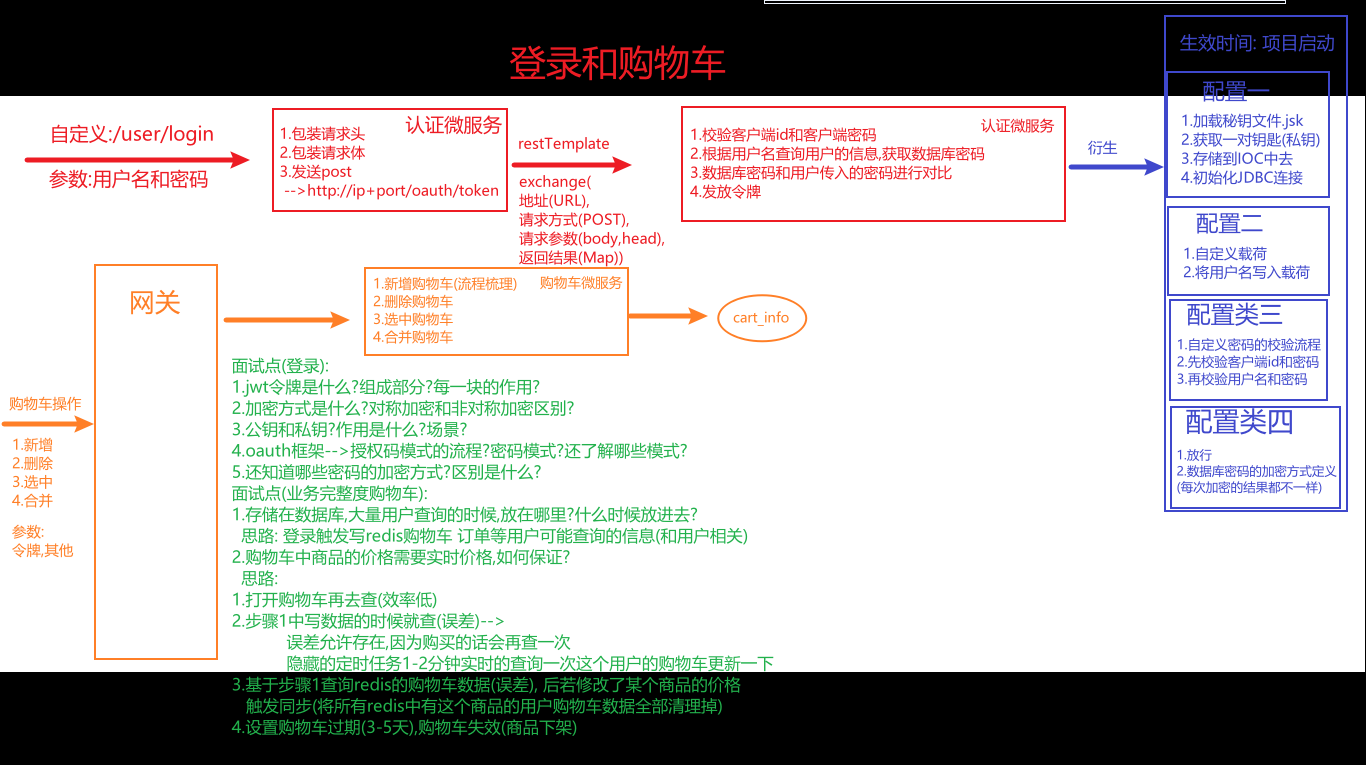 登录和购物车
自定义:/user/login
参数:用户名和密码
认证微服务
1.包装请求头
2.包装请求体
3.发送post
-->http://ip+port/oauth/token
restTemplate
exchange(
地址(URL),
请求方式(POST),
请求参数(body,head),
返回结果(Map))
认证微服务
1.校验客户端id和客户端密码
2.根据用户名查询用户的信息,获取数据库密码
3.数据库密码和用户传入的密码进行对比
4.发放令牌
衍生
生效时间: 项目启动
配置一
1.加载秘钥文件.jsk
2.获取一对钥匙(私钥)
3.存储到IOC中去
4.初始化JDBC连接
配置二
1.自定义载荷
2.将用户名写入载荷
配置类三
1.自定义密码的校验流程
2.先校验客户端id和密码
3.再校验用户名和密码
配置类四
1.放行
2.数据库密码的加密方式定义
(每次加密的结果都不一样)
购物车操作
1.新增
2.删除
3.选中
4.合并
参数:
令牌,其他
网关
购物车微服务
1.新增购物车(流程梳理)
2.删除购物车
3.选中购物车
4.合并购物车
cart_info
面试点(登录):
1.jwt令牌是什么?组成部分?每一块的作用?
2.加密方式是什么?对称加密和非对称加密区别?
3.公钥和私钥?作用是什么?场景?
4.oauth框架-->授权码模式的流程?密码模式?还了解哪些模式?
5.还知道哪些密码的加密方式?区别是什么?
面试点(业务完整度购物车):
1.存储在数据库,大量用户查询的时候,放在哪里?什么时候放进去?
思路: 登录触发写redis购物车 订单等用户可能查询的信息(和用户相关)
2.购物车中商品的价格需要实时价格,如何保证?
思路:
1.打开购物车再去查(效率低)
2.步骤1中写数据的时候就查(误差)-->
误差允许存在,因为购买的话会再查一次
隐藏的定时任务1-2分钟实时的查询一次这个用户的购物车更新一下
3.基于步骤1查询redis的购物车数据(误差), 后若修改了某个商品的价格
触发同步(将所有redis中有这个商品的用户购物车数据全部清理掉)
4.设置购物车过期(3-5天),购物车失效(商品下架)